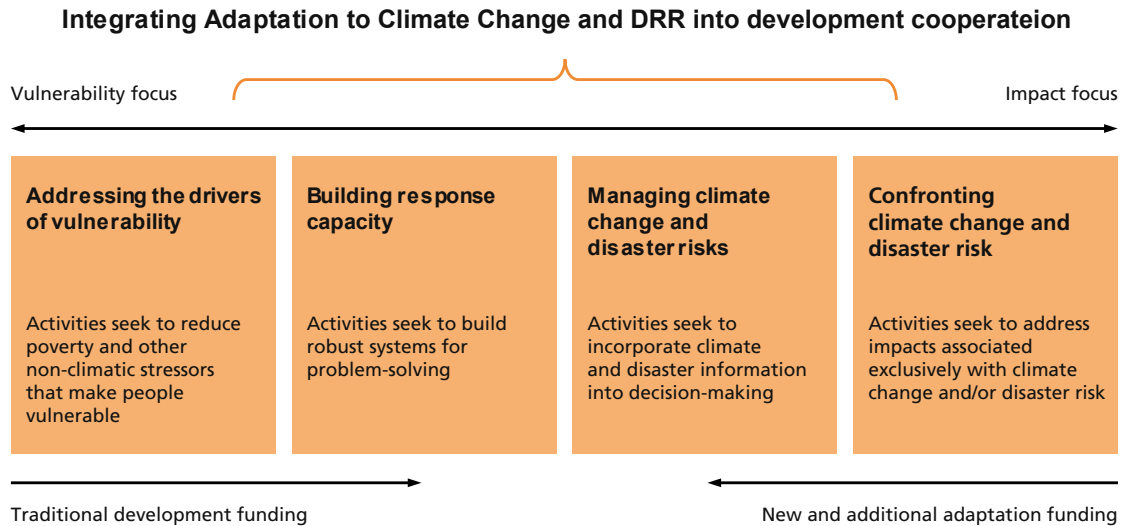 Integrating Adaptation to Climate Change and DRR into development cooperateion
Vulnerability focus
Impact focus
Addressing the drivers
of vulnerability
Activities seek to reduce
poverty and other
non-climatic stressors
that make people
vulnerable
Building response
capacity
Activities seek to build
robust systems for
problem-solving
Managing climate
change and
disaster risks
Activities seek to
incorporate climate
and disaster information
into decision-making
Confronting
climate change and
disaster risk
Activities seek to address
impacts associated
exclusively with climate
change and/or disaster risk
Traditional development funding
New and additional adaptation funding